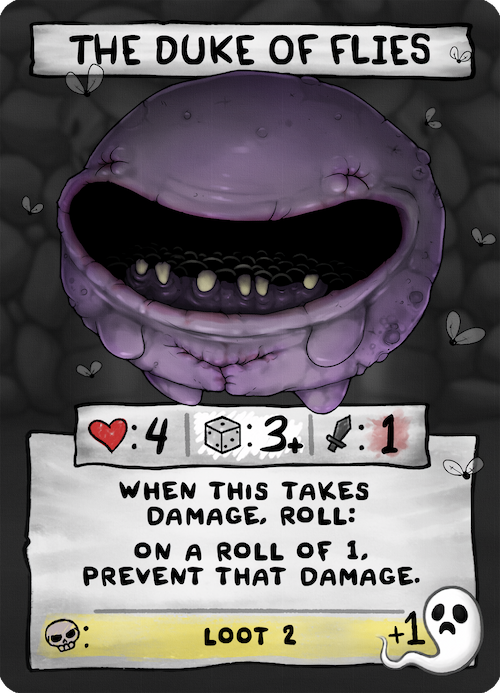 THE DUKE OF FLIES
:4 :3+ :1
WHEN THIS TAKES
DAMAGE, ROLL:
ON A ROLL OF 1,
PREVENT THAT DAMAGE.
: LOOT 2 +1